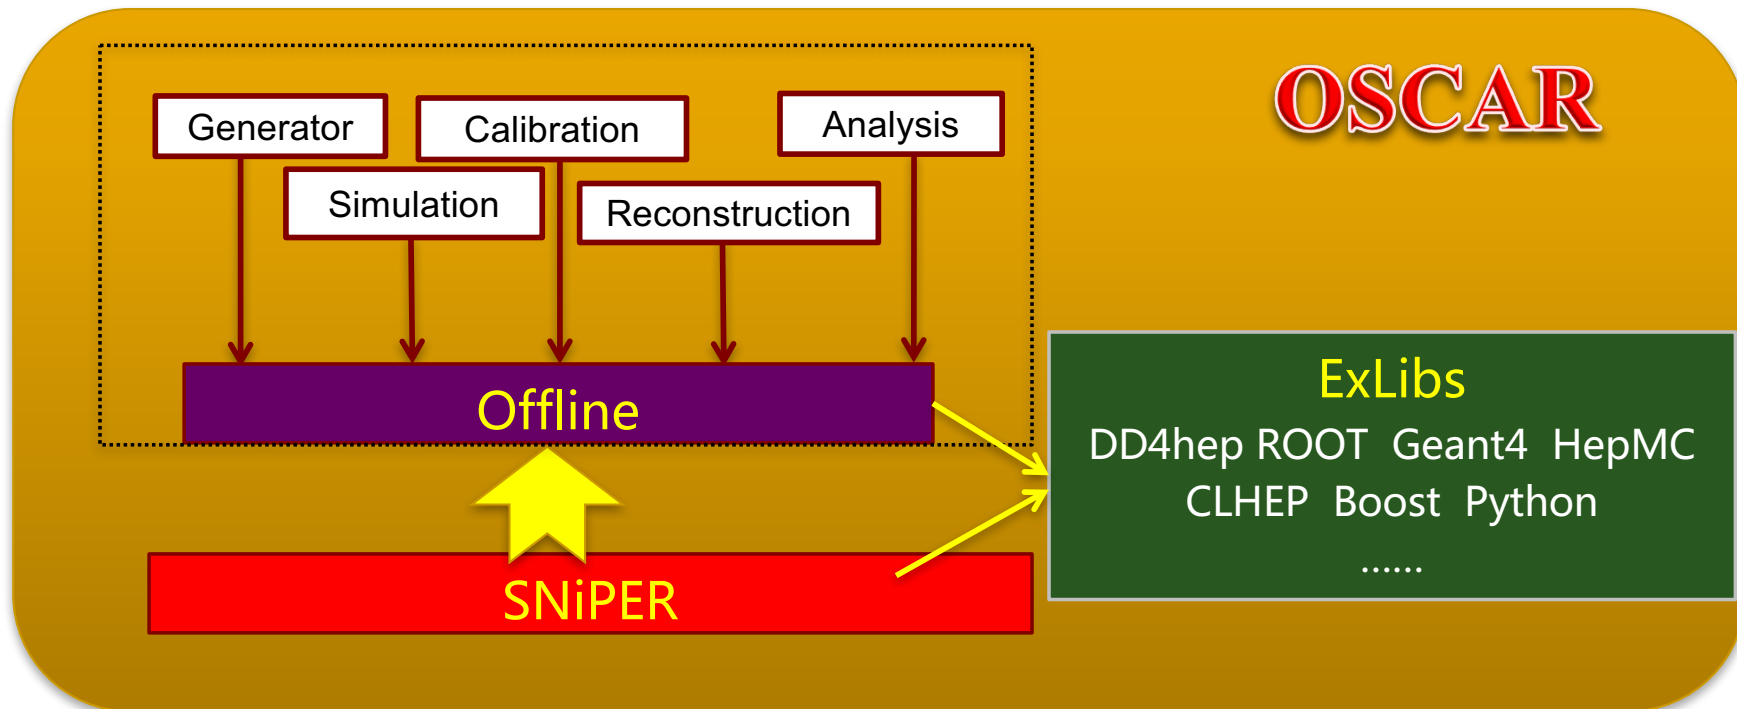 OSCAR
Generator
Calibration
Analysis
Simulation
Reconstruction
Offline
SNiPER
ExLibs
DD4hep ROOT Geant4 HepMC
CLHEP Boost Python
......